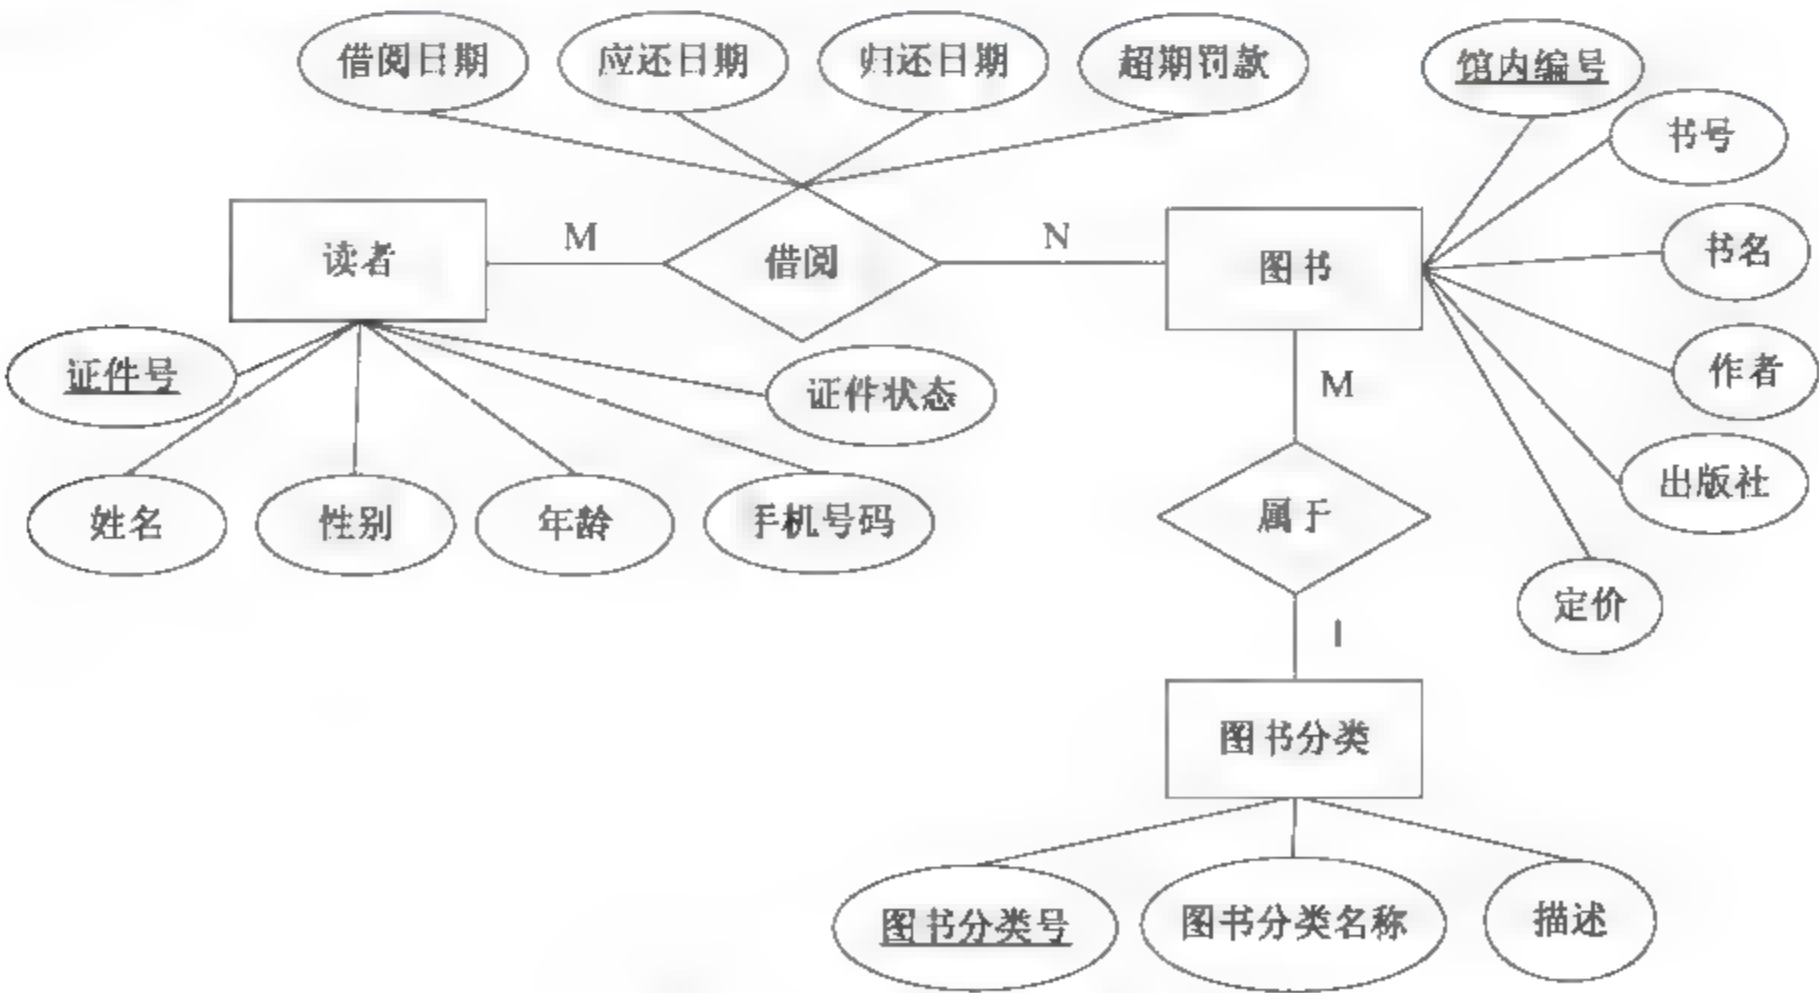 借阅日期
应还日期
归还日期
超期罚款
馆内编号
书号
读者
M
借阅
N
图书
书名
证件号
证件状态
M
作者
姓名
性别
年龄
手机号码
属于
出版社
定价
1
图书分类
图书分类号
图书分类名称
描述